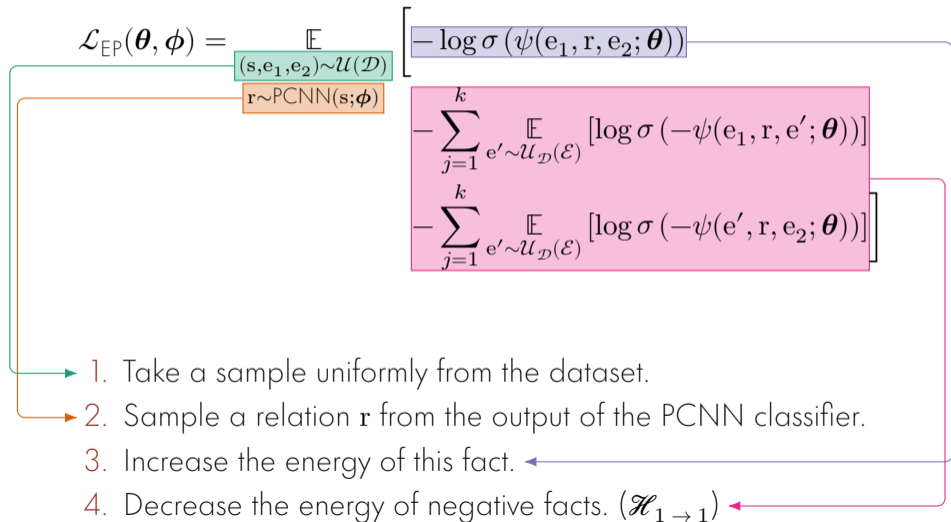 ℒ_EP(θ, ϕ) = 𝔼_{(s,e₁,e₂)∼𝒰(𝒟), r∼PCNN(s;ϕ)} [ − log σ (ψ(e₁, r, e₂; θ))
− ∑_{j=1}^{k} 𝔼_{e′∼𝒰_𝒟(ℰ)} [log σ (−ψ(e₁, r, e′; θ))]
− ∑_{j=1}^{k} 𝔼_{e′∼𝒰_𝒟(ℰ)} [log σ (−ψ(e′, r, e₂; θ))] ]
1. Take a sample uniformly from the dataset.
2. Sample a relation r from the output of the PCNN classifier.
3. Increase the energy of this fact.
4. Decrease the energy of negative facts. (ℋ_{1→1})